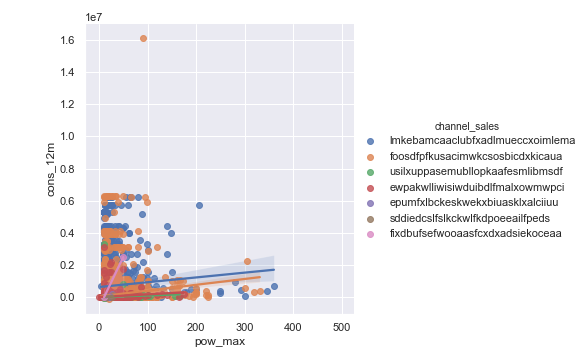 1e7
1.6
1.4
1.2
1.0
0.8
0.6
0.4
0.2
0.0
cons_12m
0 100 200 300 400 500
pow_max
channel_sales
lmkebamcaaclubfxadlmueccxoimlema
foosdfpfkusacimwkcsosbicdxkicaua
usilxuppasemubllopkaafesmlibmsdf
ewpakwlliwisiwduibdlfmalxowmwpci
epumfxlbckeskwekxbiuasklxalciiuu
sddiedcslfslkckwlfkdpoeeailfpeds
fixdbufsefwooaasfcxdxadsiekoceaa